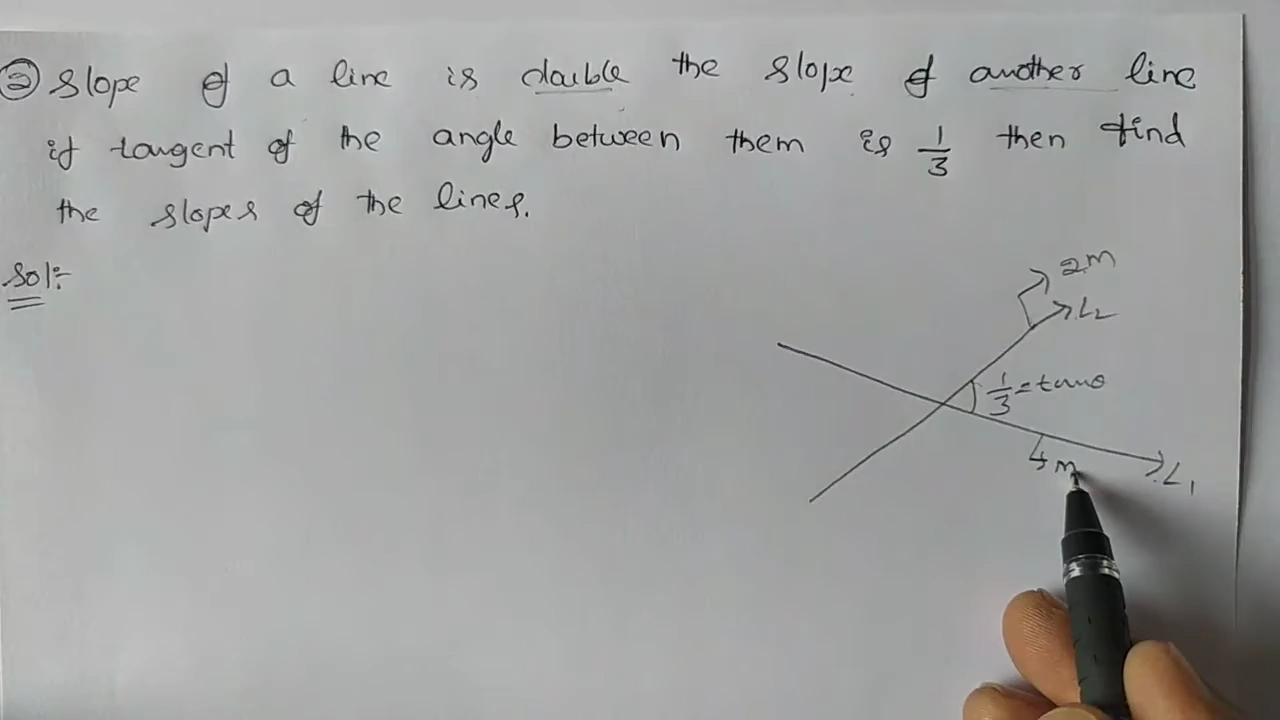 ② Slope of a line is double the slope of another line
if tangent of the angle between them is 1/3 then find
the slopes of the lines.
Sol:-
2m
L2
1/3 = tanθ
m
L1